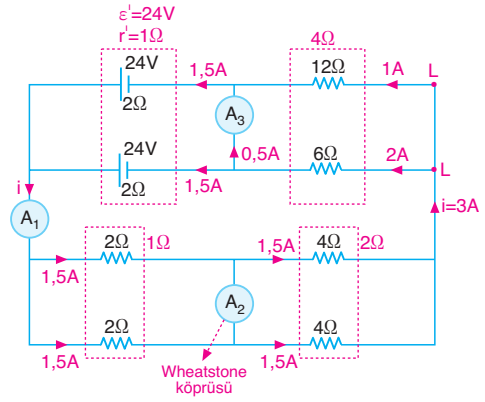 ε'=24V
r'=1Ω
24V
2Ω
1,5A
4Ω
12Ω
1A
L
A3
24V
2Ω
1,5A
0,5A
6Ω
2A
L
i
A1
i=3A
2Ω
1Ω
1,5A
1,5A
4Ω
2Ω
A2
2Ω
1,5A
4Ω
1,5A
Wheatstone
köprüsü